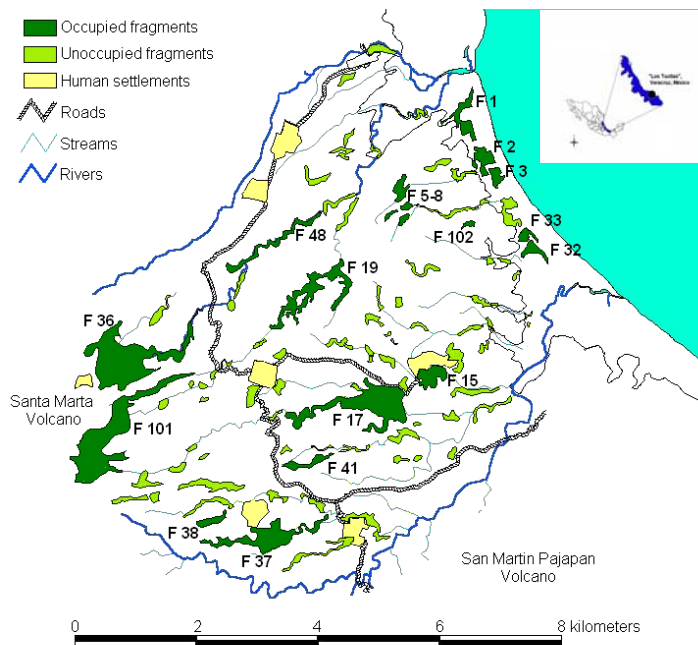 Occupied fragments
Unoccupied fragments
Human settlements
Roads
Streams
Rivers
"Los Tuxtlas",
Veracruz, México
F 1
F 2
F 3
F 5-8
F 33
F 48
F 102
F 32
F 19
F 36
F 15
Santa Marta
Volcano
F 17
F 101
F 41
F 38
F 37
San Martin Pajapan
Volcano
0 2 4 6 8 kilometers